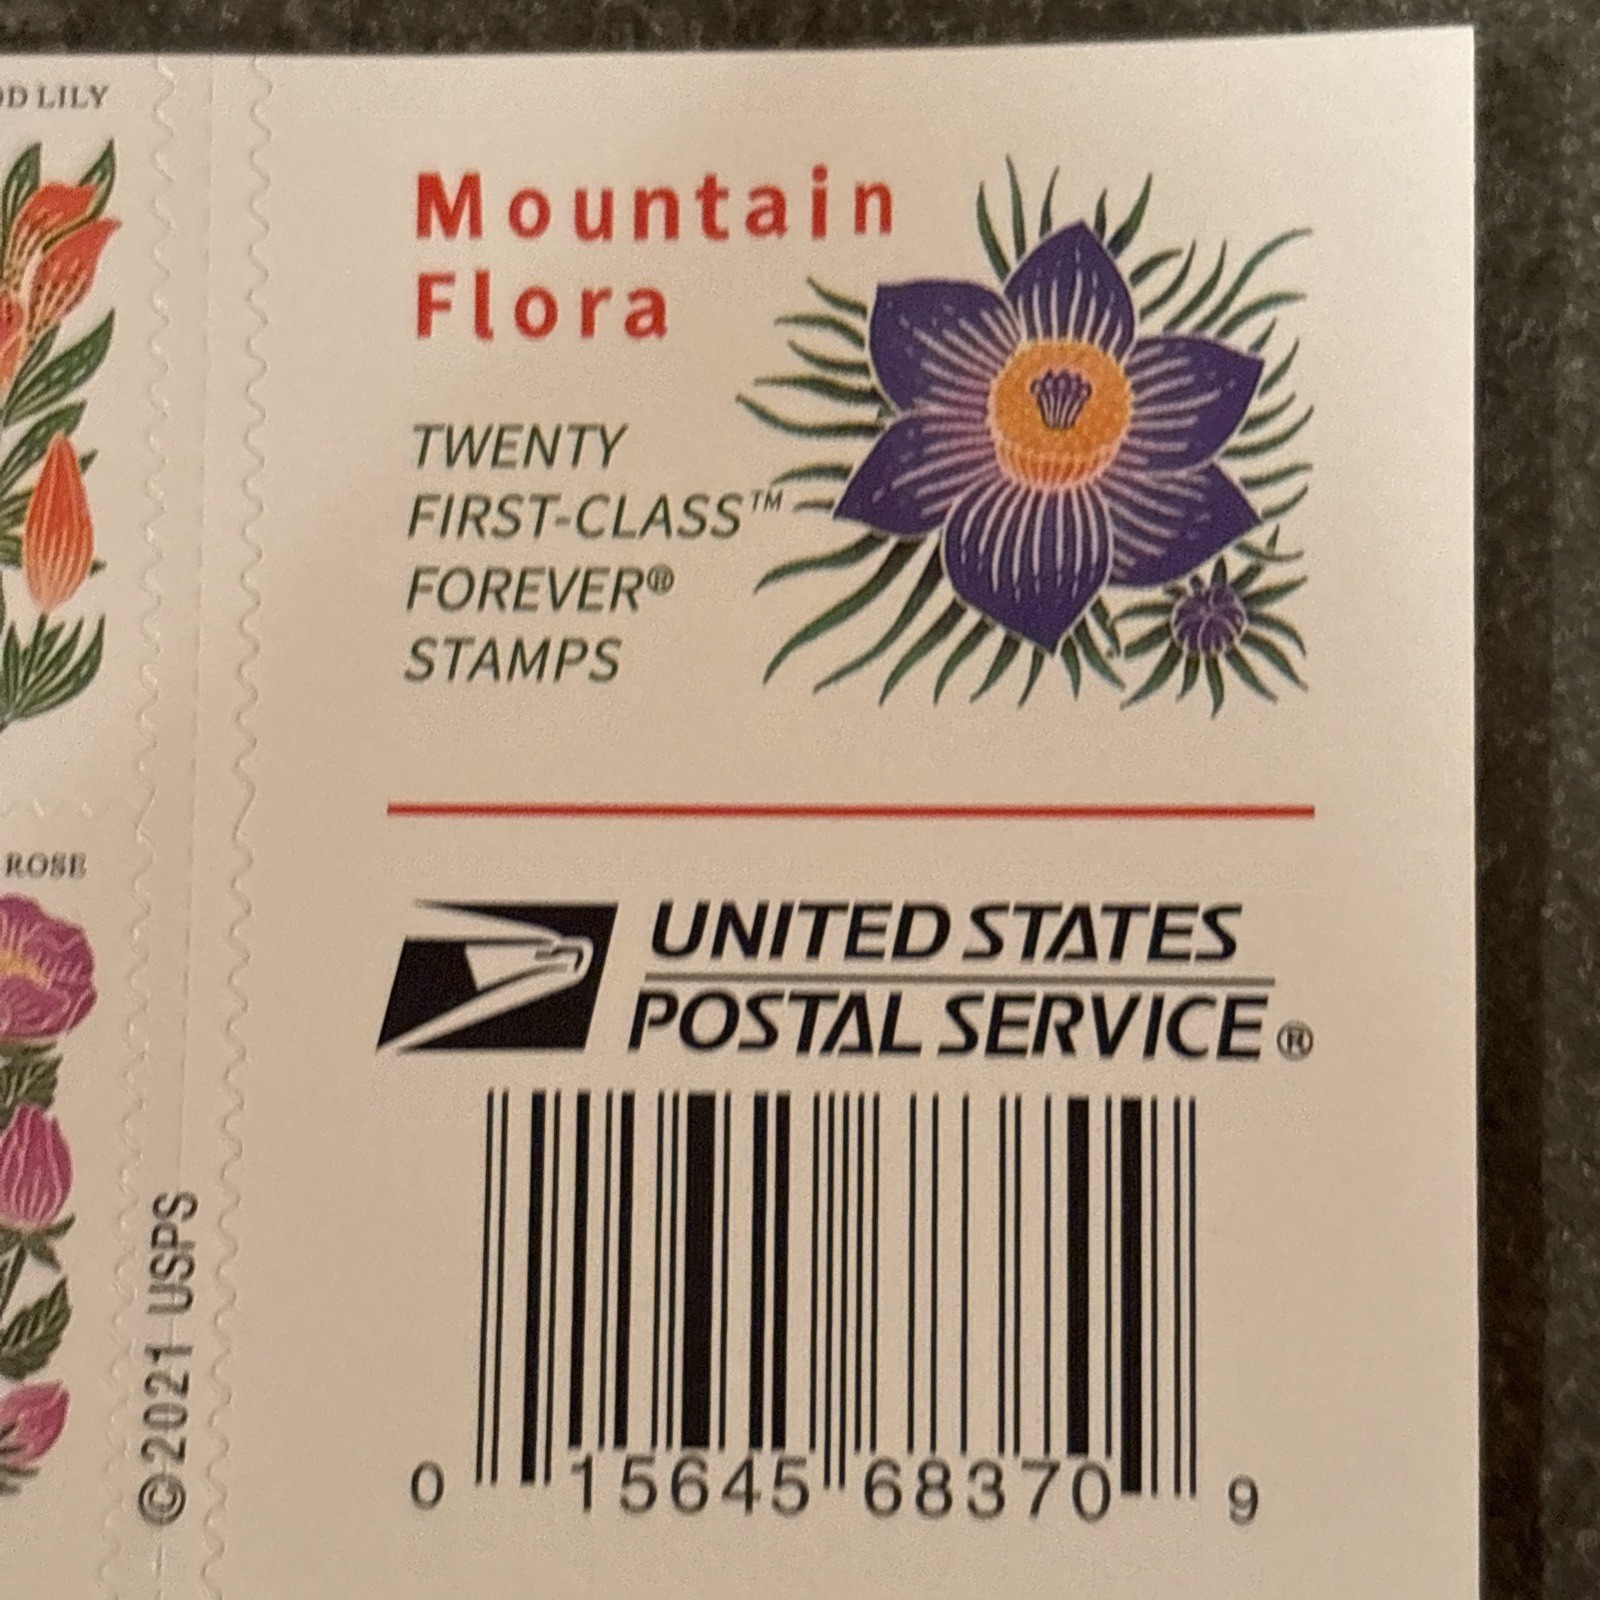 LILY
Mountain
Flora
TWENTY
FIRST-CLASS™
FOREVER®
STAMPS
ROSE
UNITED STATES
POSTAL SERVICE®
©2021 USPS
0 15645 68370 9